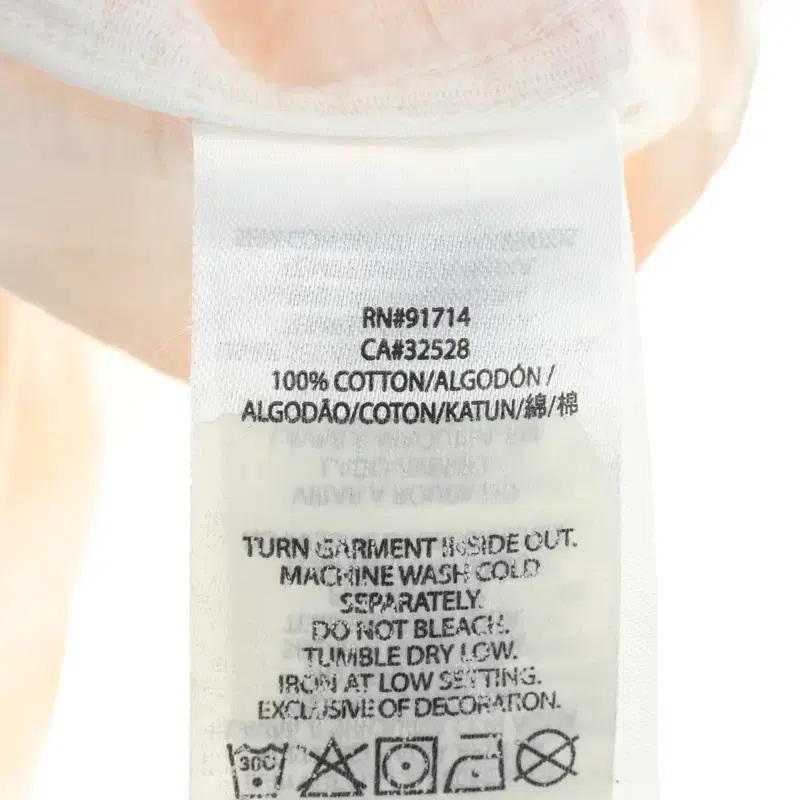 RN#91714
CA#32528
100% COTTON/ALGODÓN/
ALGODÃO/COTON/KATUN/綿/棉
TURN GARMENT INSIDE OUT.
MACHINE WASH COLD
SEPARATELY.
DO NOT BLEACH.
TUMBLE DRY LOW.
IRON AT LOW SETTING.
EXCLUSIVE OF DECORATION.
30C